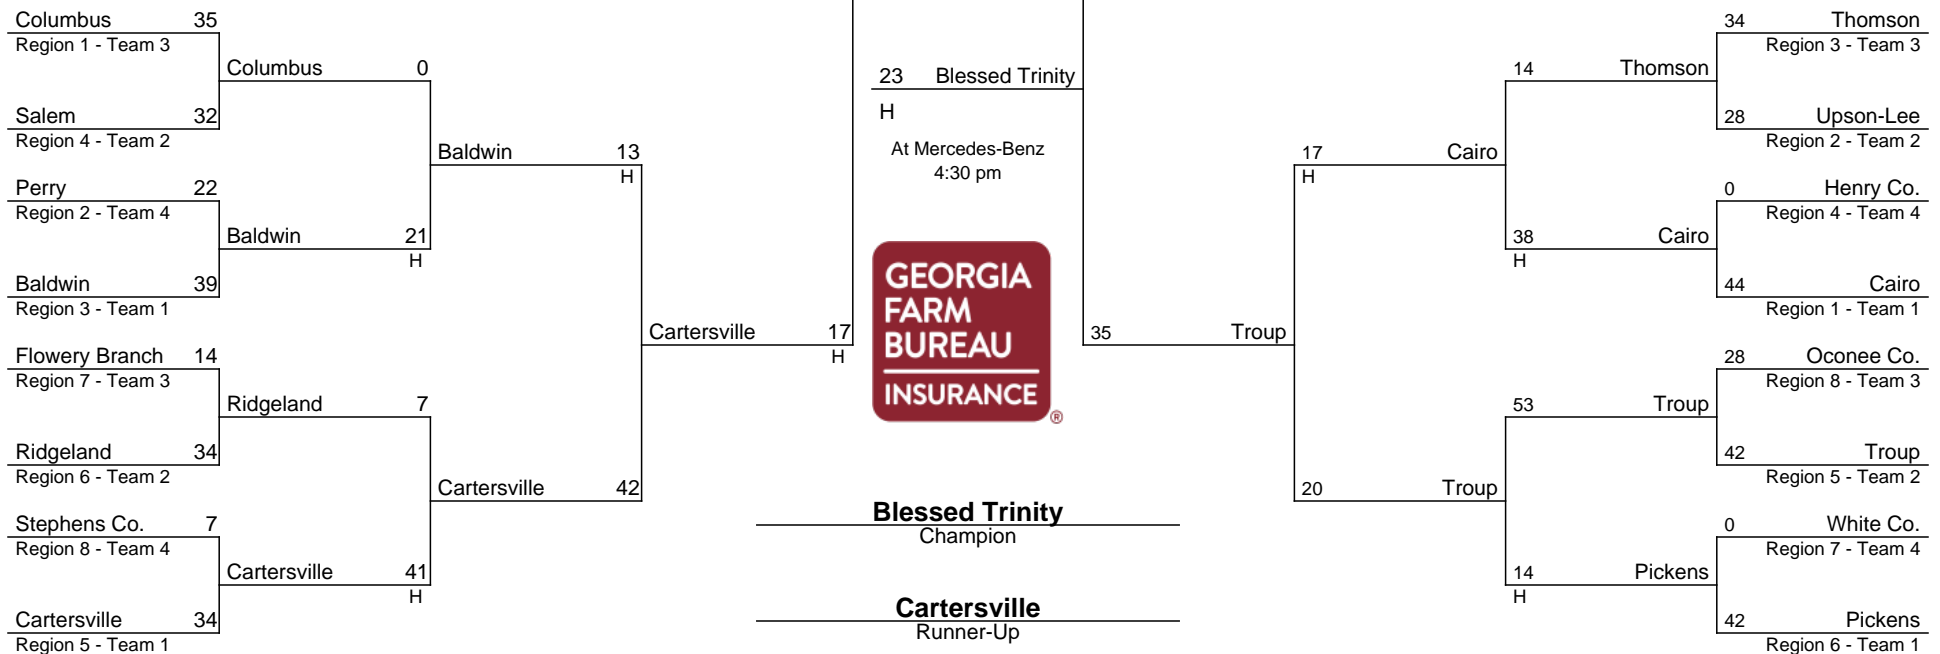 Columbus 35
Region 1 - Team 3
Columbus 0
Salem 32
Region 4 - Team 2
Baldwin 13
H
Perry 22
Region 2 - Team 4
Baldwin 21
H
Baldwin 39
Region 3 - Team 1
Cartersville 17
H
Flowery Branch 14
Region 7 - Team 3
Ridgeland 7
Ridgeland 34
Region 6 - Team 2
Cartersville 42
Stephens Co. 7
Region 8 - Team 4
Cartersville 41
H
Cartersville 34
Region 5 - Team 1
23 Blessed Trinity
H
At Mercedes-Benz
4:30 pm
GEORGIA
FARM
BUREAU
INSURANCE
®
Blessed Trinity
Champion
Cartersville
Runner-Up
34 Thomson
Region 3 - Team 3
14 Thomson
28 Upson-Lee
Region 2 - Team 2
17 Cairo
H
0 Henry Co.
Region 4 - Team 4
38 Cairo
H
44 Cairo
Region 1 - Team 1
35 Troup
28 Oconee Co.
Region 8 - Team 3
53 Troup
42 Troup
Region 5 - Team 2
20 Troup
0 White Co.
Region 7 - Team 4
14 Pickens
H
42 Pickens
Region 6 - Team 1